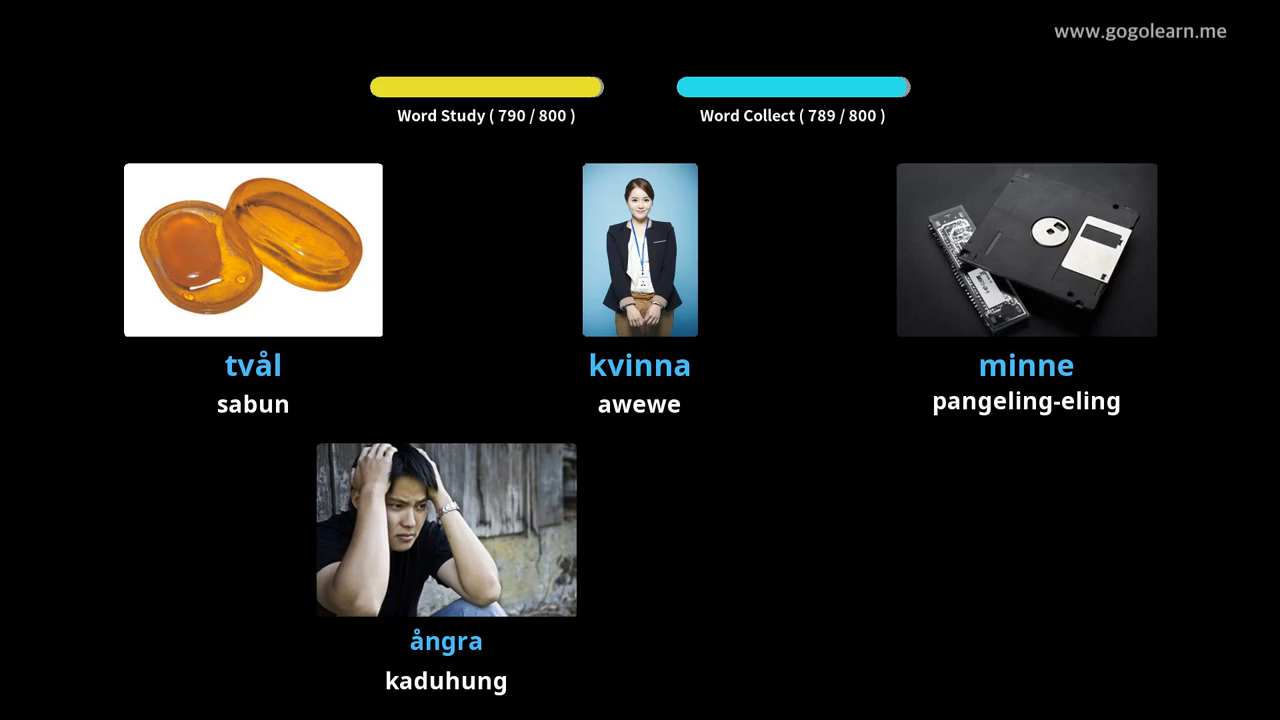 www.gogolearn.me
Word Study ( 790 / 800 )
Word Collect ( 789 / 800 )
tvål
sabun
kvinna
awewe
minne
pangeling-eling
ångra
kaduhung